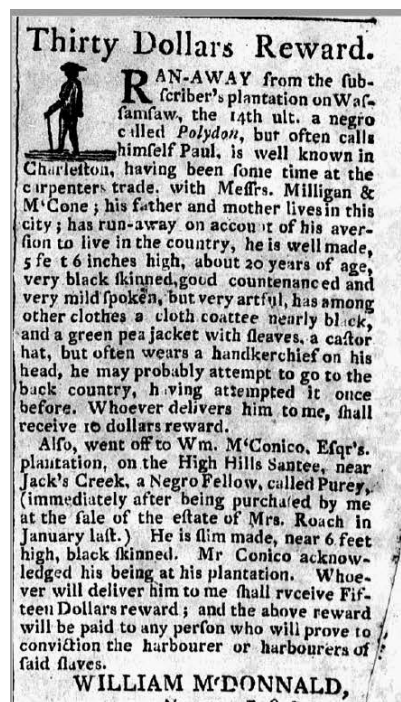 Thirty Dollars Reward.
RAN-AWAY from the ſub-
ſcriber's plantation on Waſ-
ſamſaw, the 14th ult. a negro
called Polydon, but often calls
himſelf Paul, is well known in
Charleſton, having been ſome time at the
carpenters trade. with Meſſrs. Milligan &
M'Cone; his father and mother lives in this
city; has run-away on account of his aver-
ſion to live in the country, he is well made,
5 feet 6 inches high, about 20 years of age,
very black ſkinned, good countenanced and
very mild ſpoken, but very artful, has among
other clothes a cloth coattee nearly black,
and a green pea jacket with ſleaves, a caſtor
hat, but often wears a handkerchief on his
head, he may probably attempt to go to the
back country, having attempted it once
before. Whoever delivers him to me, ſhall
receive 10 dollars reward.
Alſo, went off to Wm. M'Conico, Eſqr's.
plantation, on the High Hills Santee, near
Jack's Creek, a Negro Fellow, called Purey,
(immediately after being purchaſed by me
at the ſale of the eſtate of Mrs. Roach in
January laſt.) He is ſlim made, near 6 feet
high, black ſkinned. Mr Conico acknow-
ledged his being at his plantation. Whoe-
ver will deliver him to me ſhall rvceive Fif-
teen Dollars reward; and the above reward
will be paid to any perſon who will prove to
conviction the harbourer or harbourers of
ſaid ſlaves.
WILLIAM McDONNALD,